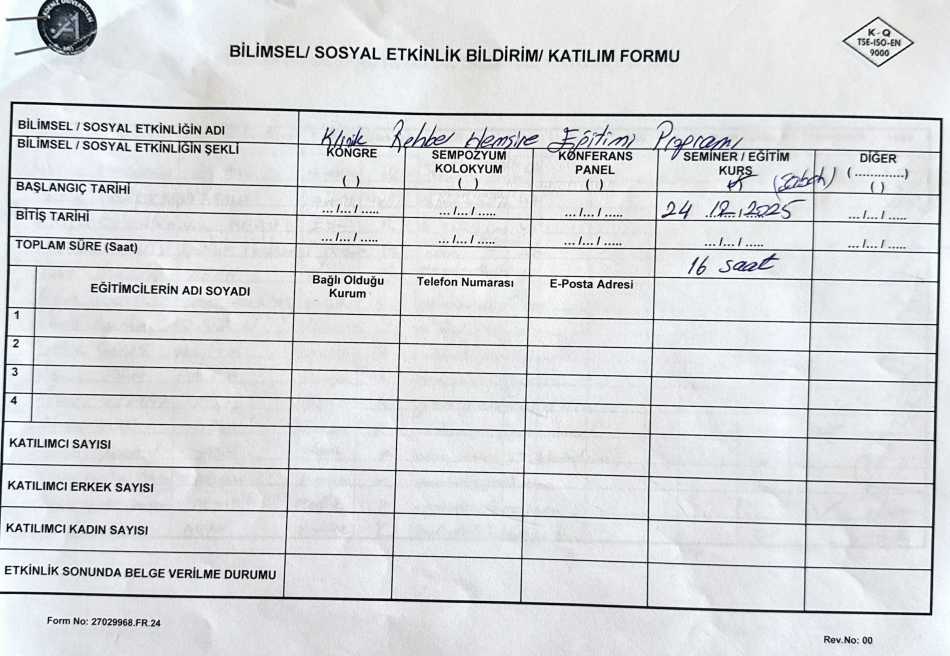 AKDENİZ ÜNİVERSİTESİ
K - Q
TSE-ISO-EN
9000
BİLİMSEL/ SOSYAL ETKİNLİK BİLDİRİM/ KATILIM FORMU
BİLİMSEL / SOSYAL ETKİNLİĞİN ADI
Klinik Rehber Hemşire Eğitimi Programı
BİLİMSEL / SOSYAL ETKİNLİĞİN ŞEKLİ
KONGRE
( )
SEMPOZYUM
KOLOKYUM
( )
KONFERANS
PANEL
( )
SEMİNER / EĞİTİM
KURS
(Sabah)
DİĞER
(............)
( )
BAŞLANGIÇ TARİHİ
.../.../ .....
.../.../ .....
.../.../ .....
24.12.2025
.../.../ .....
BİTİŞ TARİHİ
.../.../ .....
.../.../ .....
.../.../ .....
.../.../ .....
.../.../ .....
TOPLAM SÜRE (Saat)
16 saat
EĞİTİMCİLERİN ADI SOYADI
Bağlı Olduğu
Kurum
Telefon Numarası
E-Posta Adresi
1
2
3
4
KATILIMCI SAYISI
KATILIMCI ERKEK SAYISI
KATILIMCI KADIN SAYISI
ETKİNLİK SONUNDA BELGE VERİLME DURUMU
Form No: 27029968.FR.24
Rev.No: 00